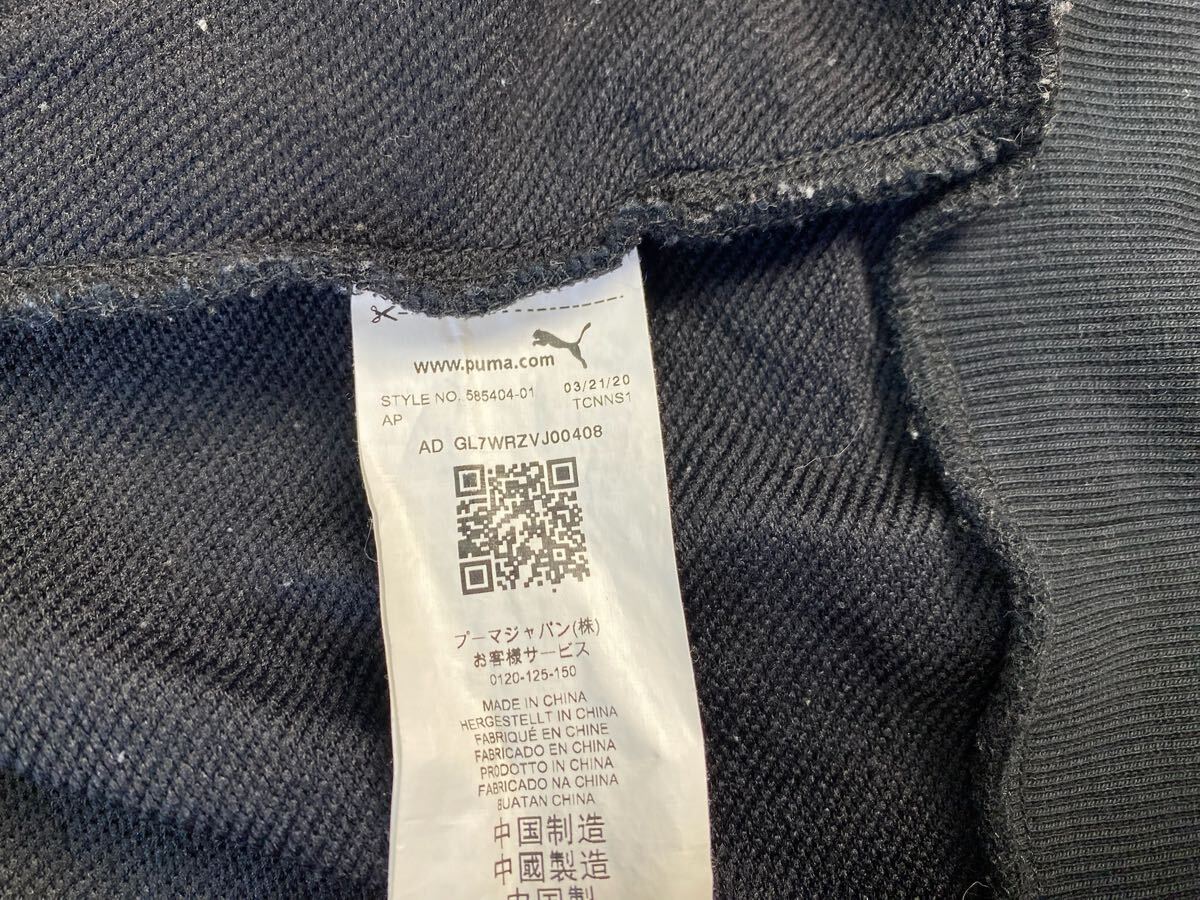 www.puma.com
STYLE NO. 585404-01 03/21/20
AP TCNNS1
AD GL7WRZVJ00408
プーマジャパン(株)
お客様サービス
0120-125-150
MADE IN CHINA
HERGESTELLT IN CHINA
FABRIQUÉ EN CHINE
FABRICADO EN CHINA
PRODOTTO IN CHINA
FABRICADO NA CHINA
BUATAN CHINA
中国制造
中國製造
中国製